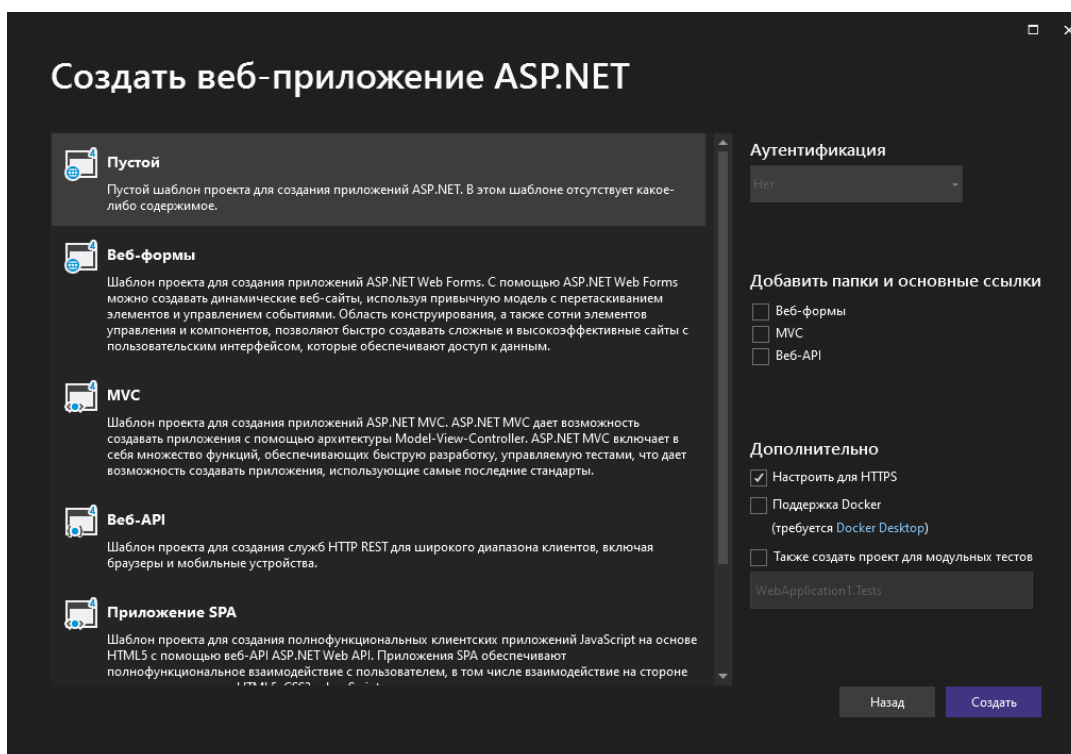 Создать веб-приложение ASP.NET
Пустой
Пустой шаблон проекта для создания приложений ASP.NET. В этом шаблоне отсутствует какое-
либо содержимое.
Веб-формы
Шаблон проекта для создания приложений ASP.NET Web Forms. С помощью ASP.NET Web Forms
можно создавать динамические веб-сайты, используя привычную модель с перетаскиванием
элементов и управлением событиями. Область конструирования, а также сотни элементов
управления и компонентов, позволяют быстро создавать сложные и высокоэффективные сайты с
пользовательским интерфейсом, которые обеспечивают доступ к данным.
MVC
Шаблон проекта для создания приложений ASP.NET MVC. ASP.NET MVC дает возможность
создавать приложения с помощью архитектуры Model-View-Controller. ASP.NET MVC включает в
себя множество функций, обеспечивающих быструю разработку, управляемую тестами, что дает
возможность создавать приложения, использующие самые последние стандарты.
Веб-API
Шаблон проекта для создания служб HTTP REST для широкого диапазона клиентов, включая
браузеры и мобильные устройства.
Приложение SPA
Шаблон проекта для создания полнофункциональных клиентских приложений JavaScript на основе
HTML5 с помощью веб-API ASP.NET Web API. Приложения SPA обеспечивают
полнофункциональное взаимодействие с пользователем, в том числе взаимодействие на стороне
Аутентификация
Нет
Добавить папки и основные ссылки
Веб-формы
MVC
Веб-API
Дополнительно
Настроить для HTTPS
Поддержка Docker
(требуется Docker Desktop)
Также создать проект для модульных тестов
WebApplication1.Tests
Назад
Создать